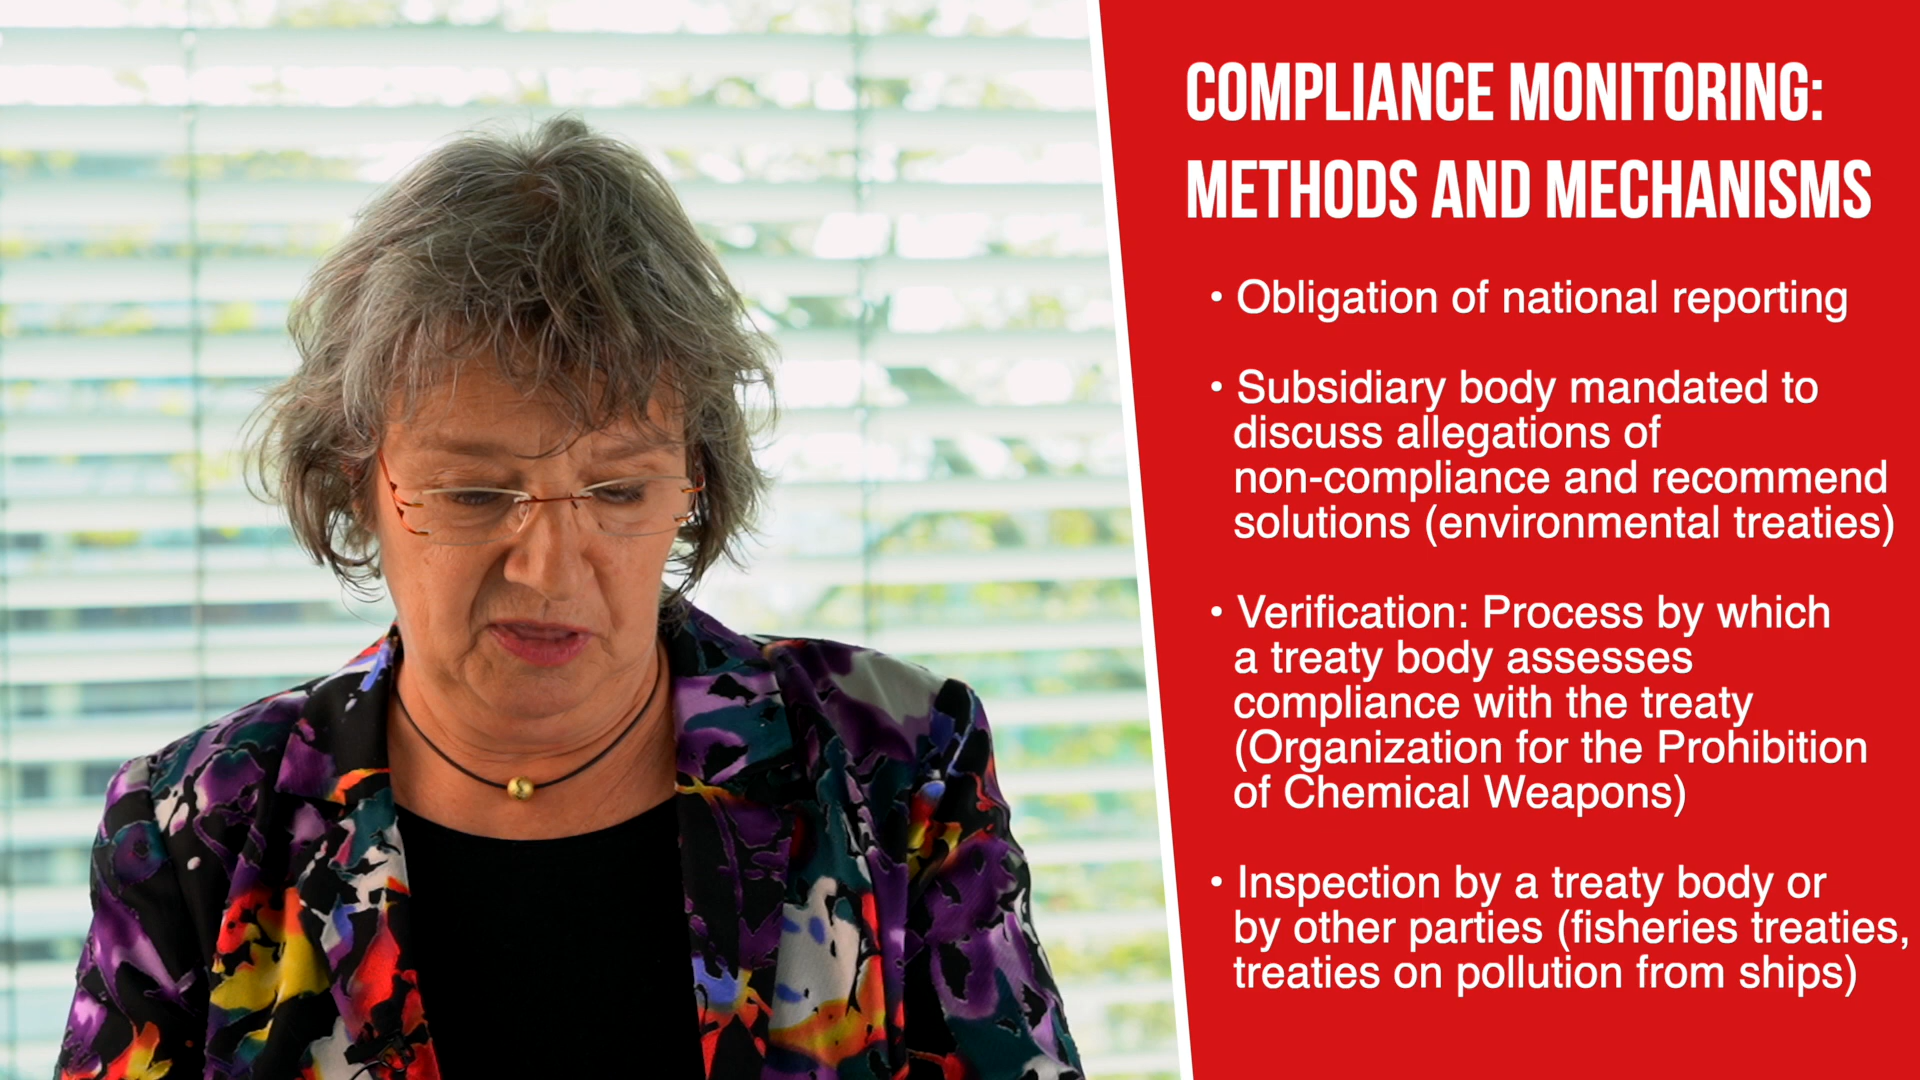 COMPLIANCE MONITORING:
METHODS AND MECHANISMS
• Obligation of national reporting
• Subsidiary body mandated to
discuss allegations of
non-compliance and recommend
solutions (environmental treaties)
• Verification: Process by which
a treaty body assesses
compliance with the treaty
(Organization for the Prohibition
of Chemical Weapons)
• Inspection by a treaty body or
by other parties (fisheries treaties,
treaties on pollution from ships)